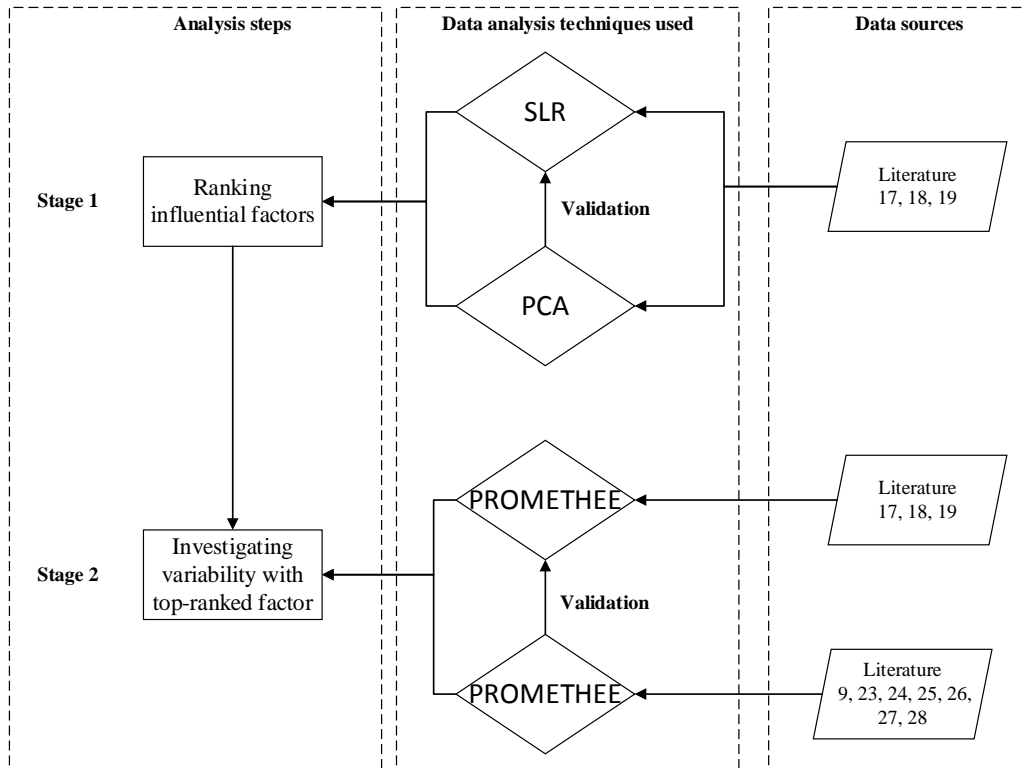 Analysis steps
Data analysis techniques used
Data sources
Stage 1
Ranking
influential factors
SLR
Validation
PCA
Literature
17, 18, 19
Stage 2
Investigating
variability with
top-ranked factor
PROMETHEE
Validation
PROMETHEE
Literature
17, 18, 19
Literature
9, 23, 24, 25, 26,
27, 28